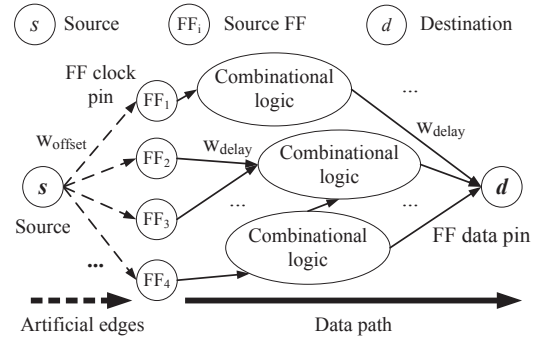 s Source FFi Source FF d Destination
FF clock
pin
Combinational
logic
...
FF1
Woffset
Wdelay
Wdelay
FF2
Combinational
logic
s
d
Source
FF3
...
...
Combinational
logic
FF data pin
...
FF4
Artificial edges
Data path